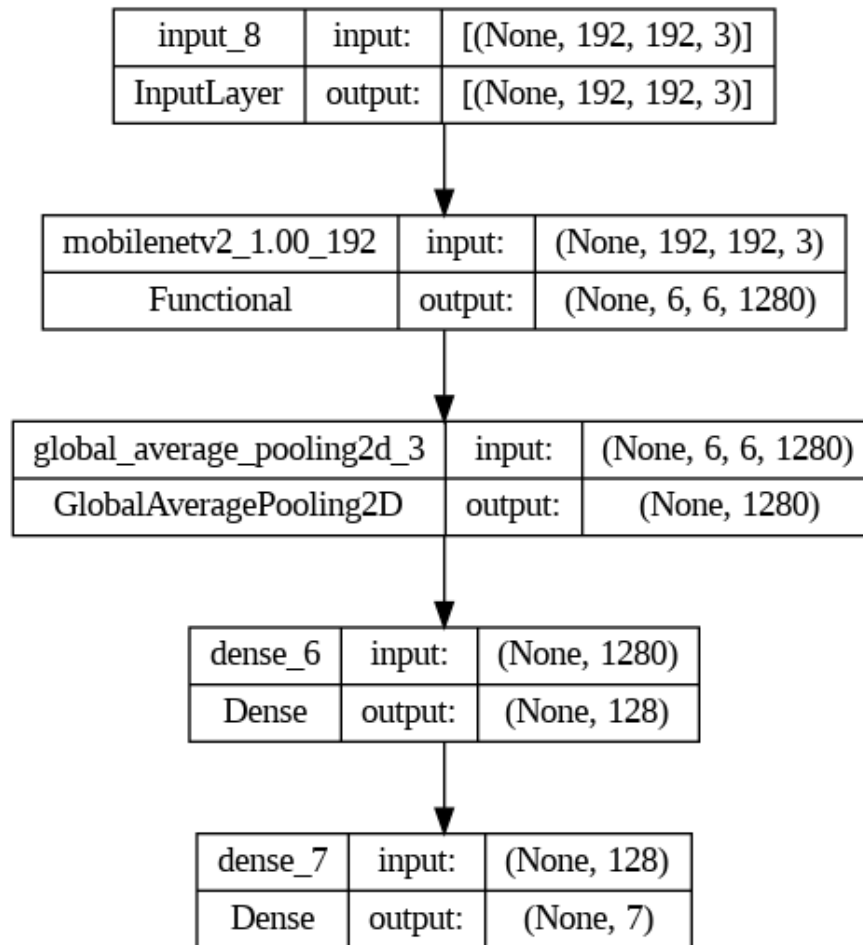 input_8 input: [(None, 192, 192, 3)]
InputLayer output: [(None, 192, 192, 3)]
mobilenetv2_1.00_192 input: (None, 192, 192, 3)
Functional output: (None, 6, 6, 1280)
global_average_pooling2d_3 input: (None, 6, 6, 1280)
GlobalAveragePooling2D output: (None, 1280)
dense_6 input: (None, 1280)
Dense output: (None, 128)
dense_7 input: (None, 128)
Dense output: (None, 7)